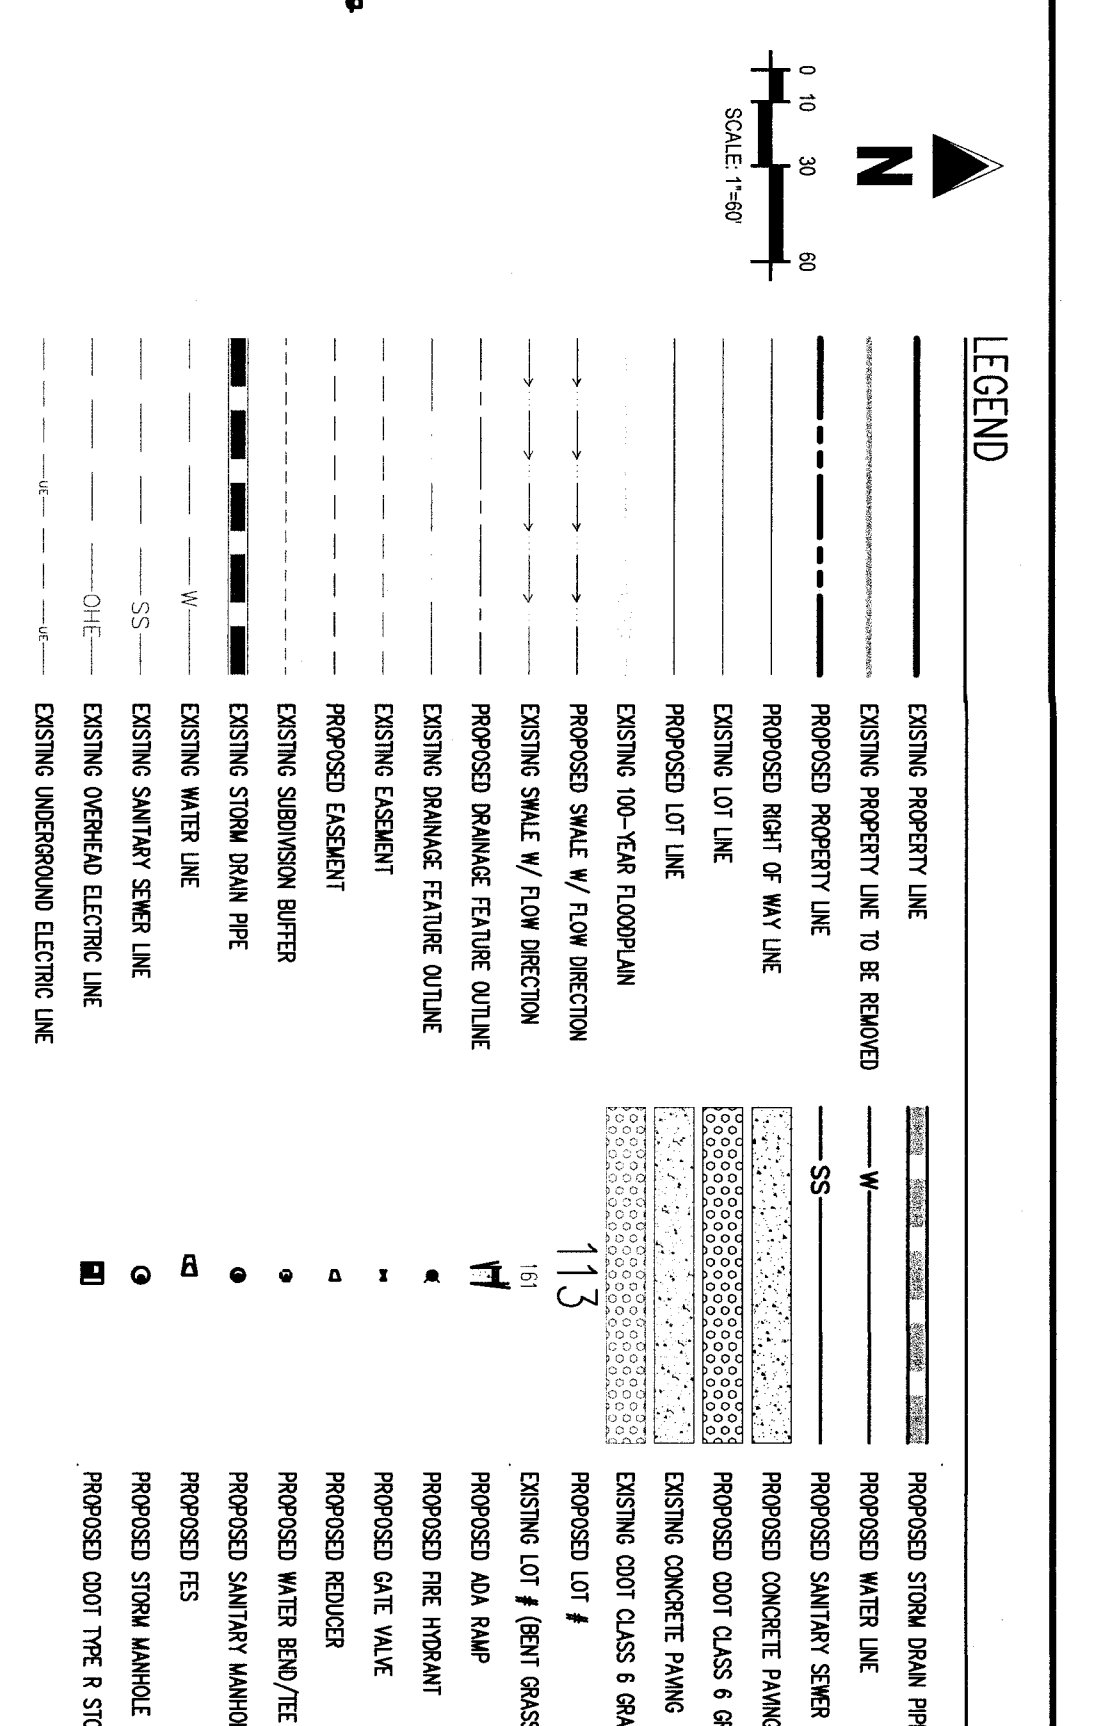 N
0 10 30 60
SCALE: 1"=60'
LEGEND
EXISTING PROPERTY LINE
EXISTING PROPERTY LINE TO BE REMOVED
PROPOSED PROPERTY LINE
PROPOSED RIGHT OF WAY LINE
EXISTING LOT LINE
PROPOSED LOT LINE
EXISTING 100-YEAR FLOODPLAIN
PROPOSED SWALE W/ FLOW DIRECTION
EXISTING SWALE W/ FLOW DIRECTION
PROPOSED DRAINAGE FEATURE OUTLINE
EXISTING DRAINAGE FEATURE OUTLINE
EXISTING EASEMENT
PROPOSED EASEMENT
EXISTING SUBDIVISION BUFFER
EXISTING STORM DRAIN PIPE
W EXISTING WATER LINE
SS EXISTING SANITARY SEWER LINE
OHE EXISTING OVERHEAD ELECTRIC LINE
UE UE EXISTING UNDERGROUND ELECTRIC LINE
PROPOSED STORM DRAIN PIPE
W PROPOSED WATER LINE
SS PROPOSED SANITARY SEWER
PROPOSED CONCRETE PAVING
PROPOSED CDOT CLASS 6
EXISTING CONCRETE PAVING
EXISTING CDOT CLASS 6 GRA
113 PROPOSED LOT #
161 EXISTING LOT # (BENT GRASS
PROPOSED ADA RAMP
PROPOSED FIRE HYDRANT
PROPOSED GATE VALVE
PROPOSED REDUCER
PROPOSED WATER BEND/TEE
PROPOSED SANITARY MANHO
PROPOSED FES
PROPOSED STORM MANHOLE
PROPOSED CDOT TYPE R STO